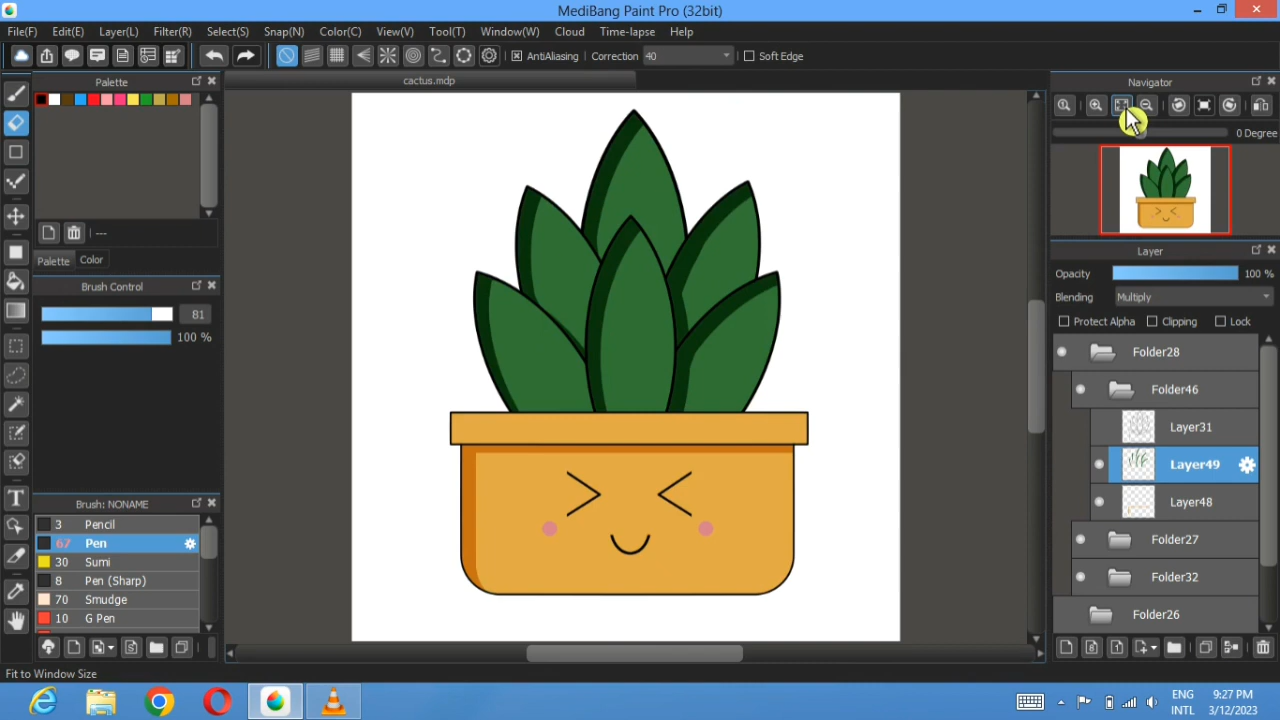 MediBang Paint Pro (32bit)
File(F) Edit(E) Layer(L) Filter(R) Select(S) Snap(N) Color(C) View(V) Tool(T) Window(W) Cloud Time-lapse Help
AntiAliasing Correction 40 Soft Edge
Palette
cactus.mdp
Navigator
0 Degree
---
Palette Color
Brush Control
81
100 %
Layer
Opacity 100 %
Blending Multiply
Protect Alpha Clipping Lock
Folder28
Folder46
Layer31
Layer49
Layer48
Folder27
Folder32
Folder26
Brush: NONAME
3 Pencil
67 Pen
30 Sumi
8 Pen (Sharp)
70 Smudge
10 G Pen
Fit to Window Size
ENG
INTL
9:27 PM
3/12/2023